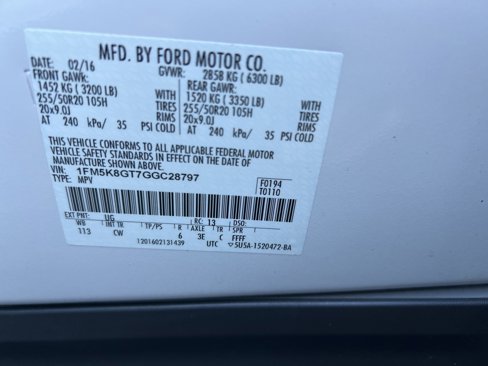 MFD. BY FORD MOTOR CO.
DATE: 02/16 GVWR: 2858 KG ( 6300 LB)
FRONT GAWR: REAR GAWR:
1452 KG ( 3200 LB) WITH 1520 KG ( 3350 LB) WITH
255/50R20 105H TIRES 255/50R20 105H TIRES
20x9.0J RIMS 20x9.0J RIMS
AT 240 kPa/ 35 PSI COLD AT 240 kPa/ 35 PSI COLD
THIS VEHICLE CONFORMS TO ALL APPLICABLE FEDERAL MOTOR
VEHICLE SAFETY STANDARDS IN EFFECT ON THE DATE OF
MANUFACTURE SHOWN ABOVE.
VIN: 1FM5K8GT7GGC28797
TYPE: MPV F0194
T0110
EXT PNT: UG RC: 13 DSO:
WB INT TR TP/PS R AXLE TR SPR
113 CW 6 3E C FFFF
1201602131439 UTC ▽5U5A-1520472-BA